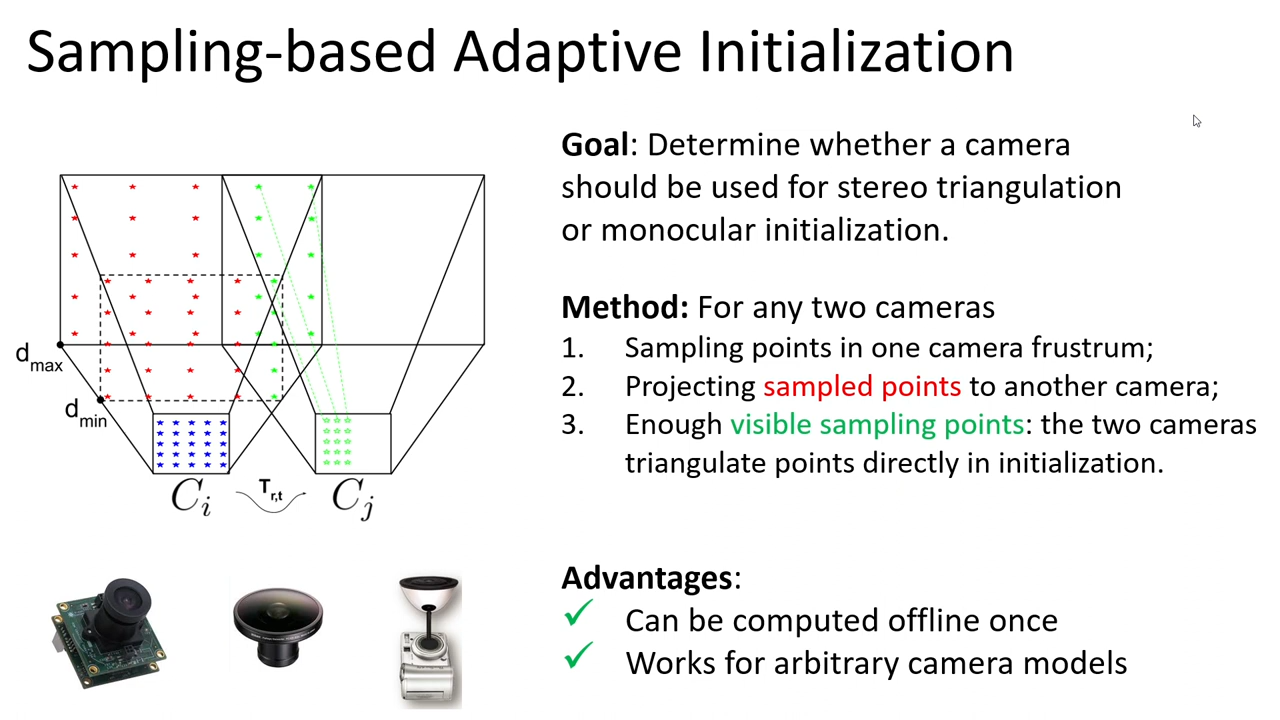 Sampling-based Adaptive Initialization
Goal: Determine whether a camera
should be used for stereo triangulation
or monocular initialization.
d_max
d_min
C_i
T_r,t
C_j
Method: For any two cameras
1. Sampling points in one camera frustrum;
2. Projecting sampled points to another camera;
3. Enough visible sampling points: the two cameras
triangulate points directly in initialization.
Advantages:
✓ Can be computed offline once
✓ Works for arbitrary camera models